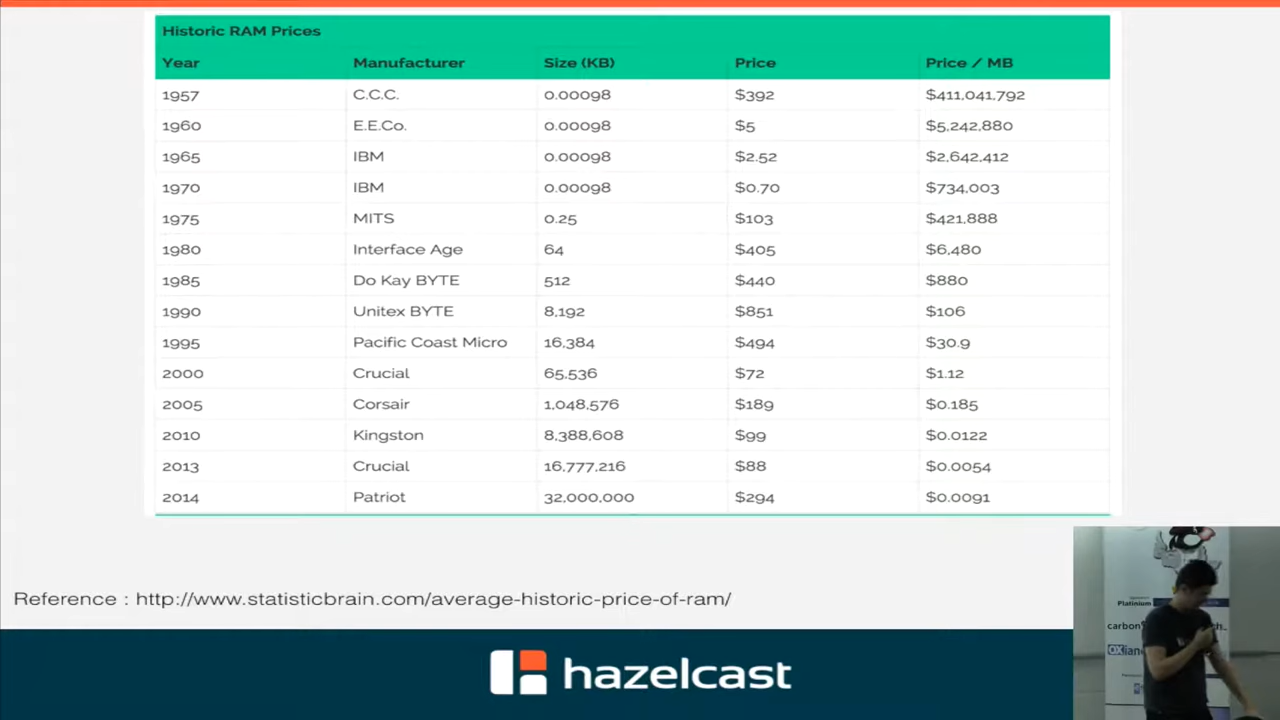 Historic RAM Prices
Year Manufacturer Size (KB) Price Price / MB
1957 C.C.C. 0.00098 $392 $411,041,792
1960 E.E.Co. 0.00098 $5 $5,242,880
1965 IBM 0.00098 $2.52 $2,642,412
1970 IBM 0.00098 $0.70 $734,003
1975 MITS 0.25 $103 $421,888
1980 Interface Age 64 $405 $6,480
1985 Do Kay BYTE 512 $440 $880
1990 Unitex BYTE 8,192 $851 $106
1995 Pacific Coast Micro 16,384 $494 $30.9
2000 Crucial 65,536 $72 $1.12
2005 Corsair 1,048,576 $189 $0.185
2010 Kingston 8,388,608 $99 $0.0122
2013 Crucial 16,777,216 $88 $0.0054
2014 Patriot 32,000,000 $294 $0.0091
Reference : http://www.statisticbrain.com/average-historic-price-of-ram/
hazelcast
Platinium